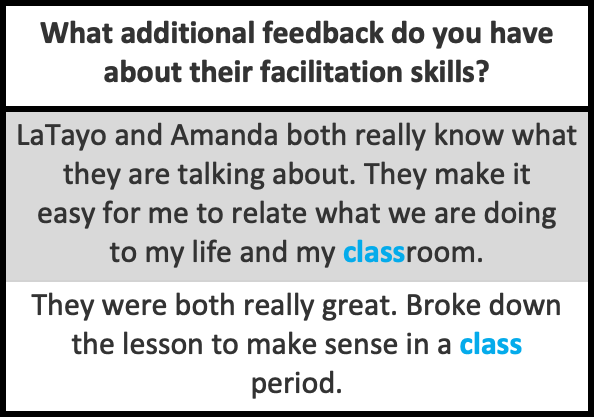 What additional feedback do you have
about their facilitation skills?
LaTayo and Amanda both really know what
they are talking about. They make it
easy for me to relate what we are doing
to my life and my classroom.
They were both really great. Broke down
the lesson to make sense in a class
period.